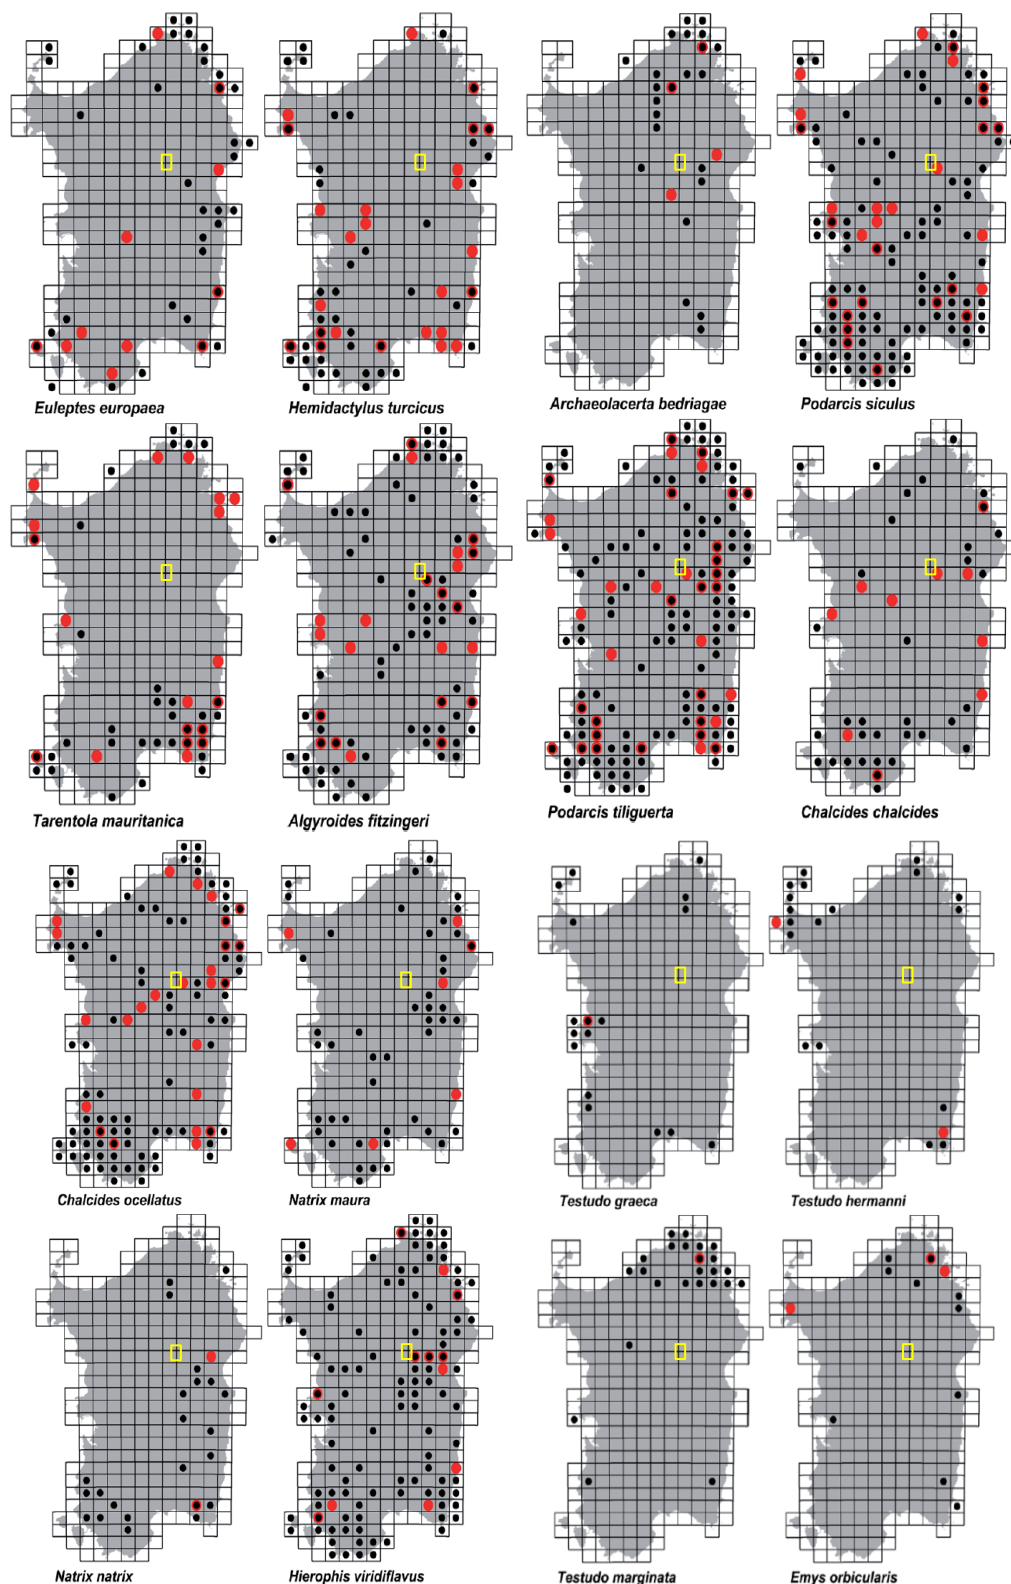 Euleptes europaea
Hemidactylus turcicus
Archaeolacerta bedriagae
Podarcis siculus
Tarentola mauritanica
Algyroides fitzingeri
Podarcis tiliguerta
Chalcides chalcides
Chalcides ocellatus
Natrix maura
Testudo graeca
Testudo hermanni
Natrix natrix
Hierophis viridiflavus
Testudo marginata
Emys orbicularis